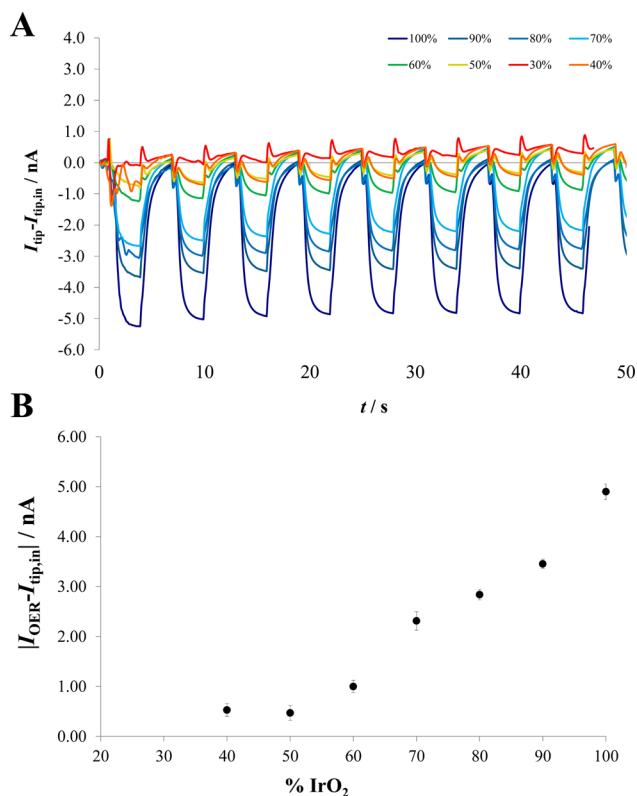 A
4.0
3.0
2.0
1.0
0.0
-1.0
-2.0
-3.0
-4.0
-5.0
-6.0
100% 90% 80% 70%
60% 50% 30% 40%
I_tip-I_tip,in / nA
0 10 20 30 40 50
t / s
B
6.00
5.00
4.00
3.00
2.00
1.00
0.00
|I_OER-I_tip,in| / nA
20 30 40 50 60 70 80 90 100
% IrO₂